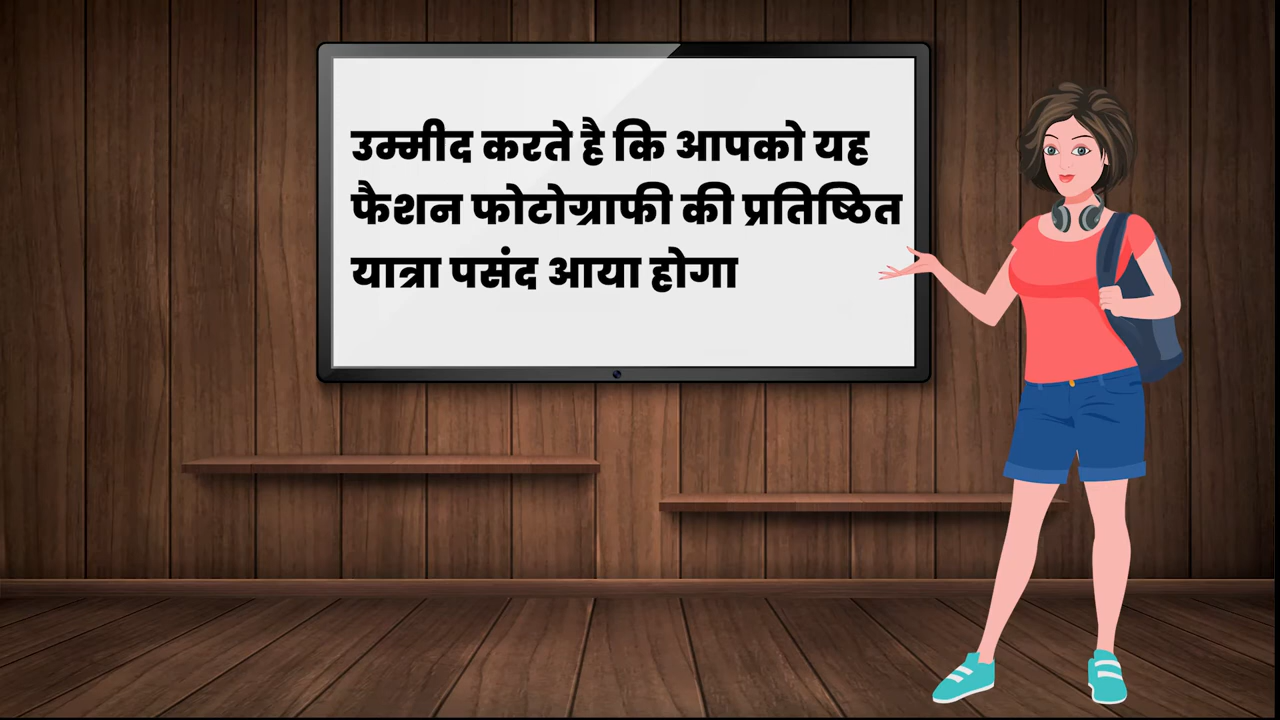 उम्मीद करते है कि आपको यह
फैशन फोटोग्राफी की प्रतिष्ठित
यात्रा पसंद आया होगा